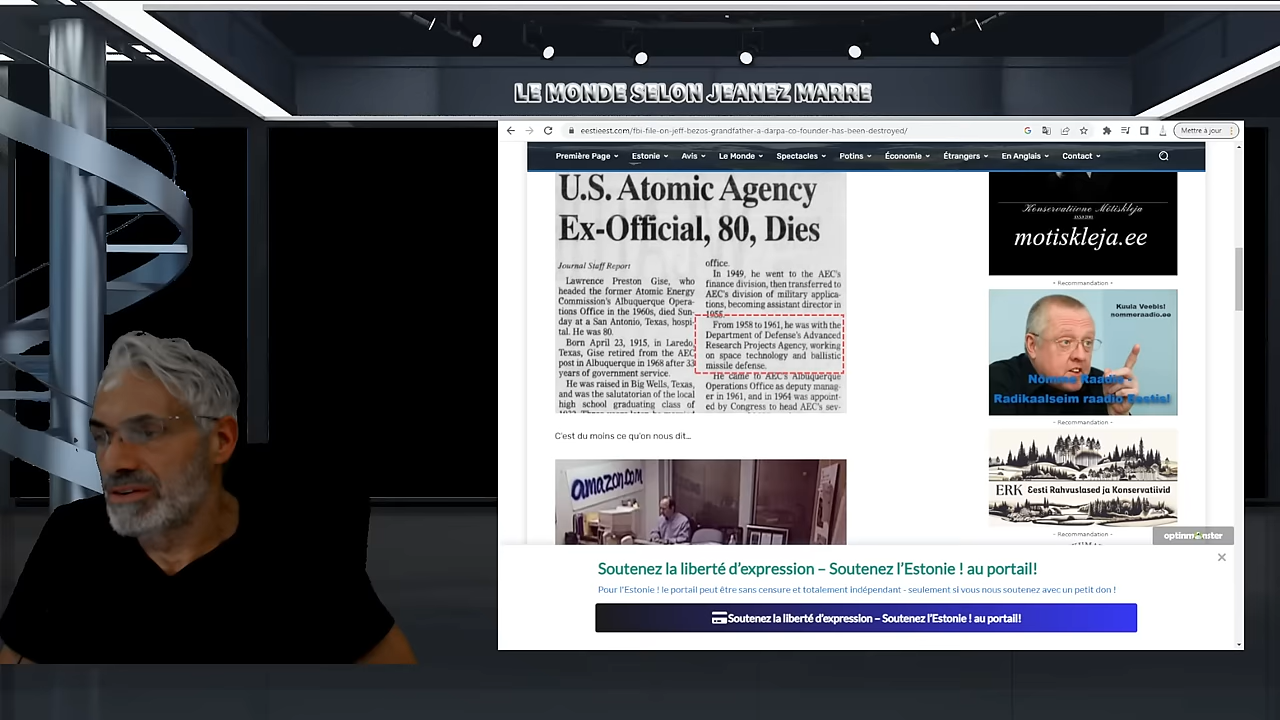 LE MONDE SELON JEANEZ MARRE
eestieest.com/fbi-file-on-jeff-bezos-grandfather-a-darpa-co-founder-has-been-destroyed/
Mettre à jour
Première Page
Estonie
Avis
Le Monde
Spectacles
Potins
Économie
Étrangers
En Anglais
Contact
U.S. Atomic Agency
Ex-Official, 80, Dies
Journal Staff Report
Lawrence Preston Gise, who
headed the former Atomic Energy
Commission's Albuquerque Opera-
tions Office in the 1960s, died Sun-
day at a San Antonio, Texas, hospi-
tal. He was 80.
Born April 23, 1915, in Laredo,
Texas, Gise retired from the AEC
post in Albuquerque in 1968 after 33
years of government service.
He was raised in Big Wells, Texas,
and was the salutatorian of the local
high school graduating class of
office.
In 1949, he went to the AEC's
finance division, then transferred to
AEC's division of military applica-
tions, becoming assistant director in
1958.
From 1958 to 1961, he was with the
Department of Defense's Advanced
Research Projects Agency, working
on space technology and ballistic
missile defense.
He came to AEC's Albuquerque
Operations Office as deputy manag-
er in 1961, and in 1964 was appoint-
ed by Congress to head AEC's sev-
C'est du moins ce qu'on nous dit...
amazon.com
Konservatiivne Mõtiskleja
motiskleja.ee
- Recommandation -
Kuula Veebis!
nommeraadio.ee
Nõmme Raadio
Radikaalseim raadio Eestis!
- Recommandation -
ERK Eesti Rahvuslased ja Konservatiivid
- Recommandation -
optinmonster
Soutenez la liberté d'expression – Soutenez l'Estonie ! au portail!
Pour l'Estonie ! le portail peut être sans censure et totalement indépendant - seulement si vous nous soutenez avec un petit don !
Soutenez la liberté d'expression – Soutenez l'Estonie ! au portail!